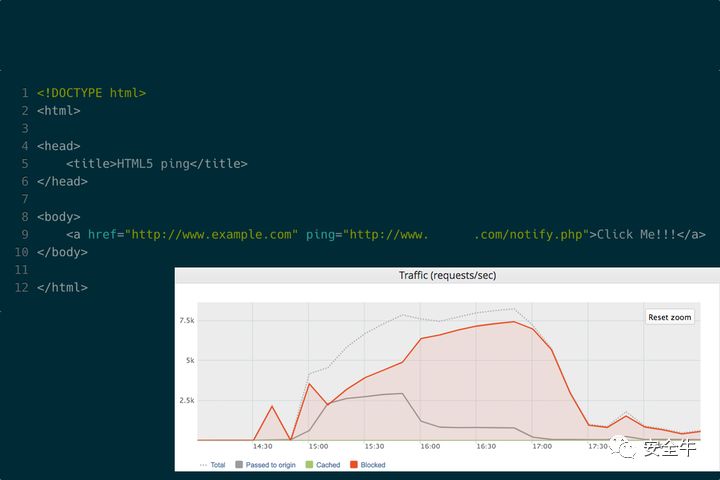 1 <!DOCTYPE html>
2 <html>
3
4 <head>
5     <title>HTML5 ping</title>
6 </head>
7
8 <body>
9     <a href="http://www.example.com" ping="http://www.      .com/notify.php">Click Me!!!</a>
10 </body>
11
12 </html>
Traffic (requests/sec)
Reset zoom
7.5k
5k
2.5k
14:30 15:00 15:30 16:00 16:30 17:00 17:30
Total Passed to origin Cached Blocked
安全牛